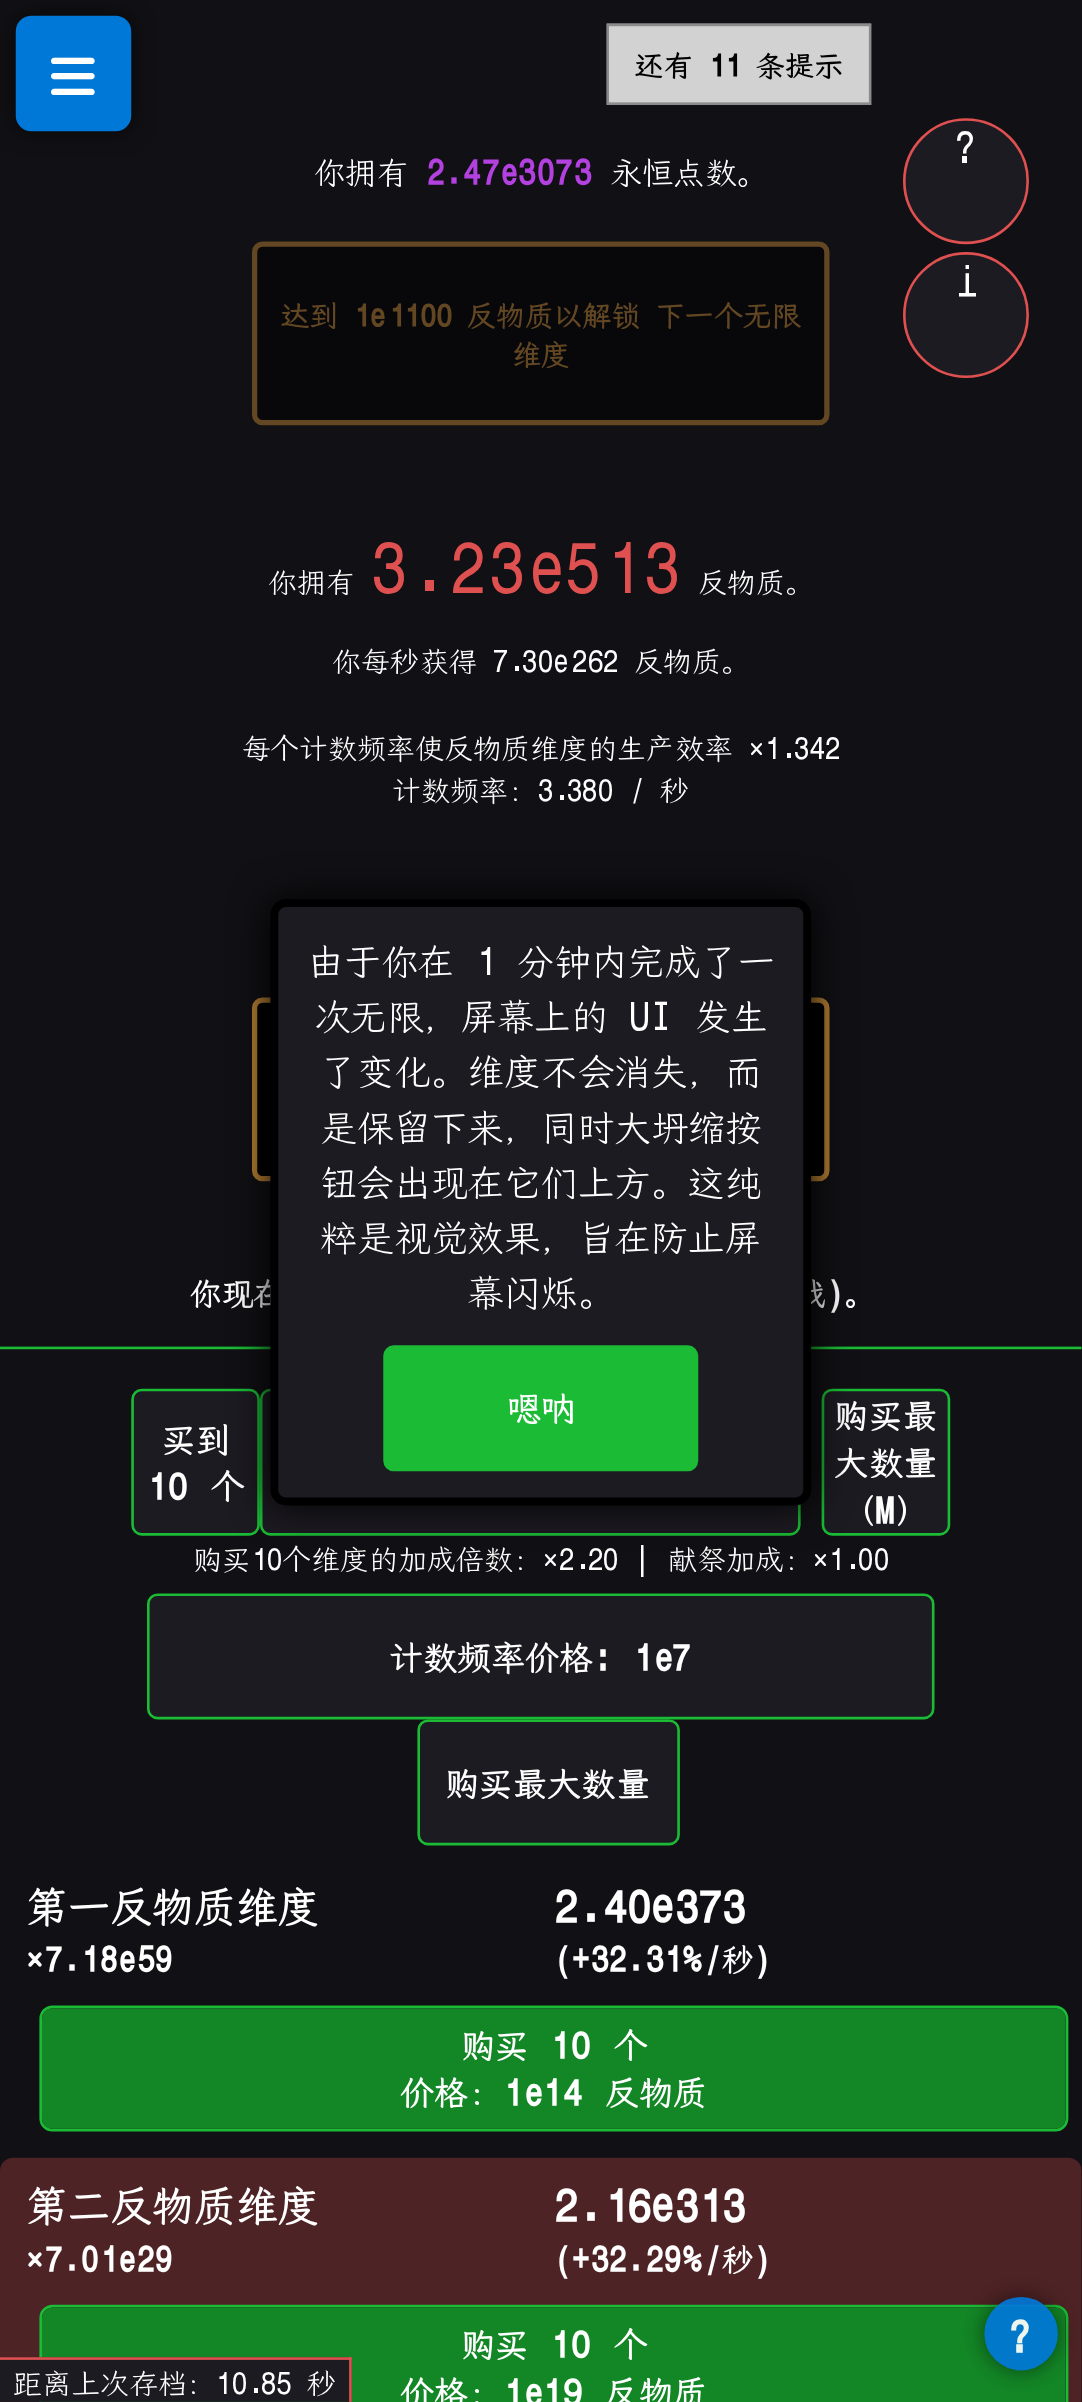 还有 11 条提示
?
i
你拥有 2.47e3073 永恒点数。
达到 1e1100 反物质以解锁 下一个无限
维度
你拥有 3.23e513 反物质。
你每秒获得 7.30e262 反物质。
每个计数频率使反物质维度的生产效率 ×1.342
计数频率: 3.380 / 秒
由于你在 1 分钟内完成了一
次无限, 屏幕上的 UI 发生
了变化。维度不会消失, 而
是保留下来, 同时大坍缩按
钮会出现在它们上方。这纯
粹是视觉效果, 旨在防止屏
幕闪烁。
嗯呐
你现在
)。
买到
10 个
购买最
大数量
(M)
购买10个维度的加成倍数: ×2.20 | 献祭加成: ×1.00
计数频率价格: 1e7
购买最大数量
第一反物质维度 2.40e373
×7.18e59 (+32.31%/秒)
购买 10 个
价格: 1e14 反物质
第二反物质维度 2.16e313
×7.01e29 (+32.29%/秒)
购买 10 个
价格: 1e19 反物质
?
距离上次存档: 10.85 秒